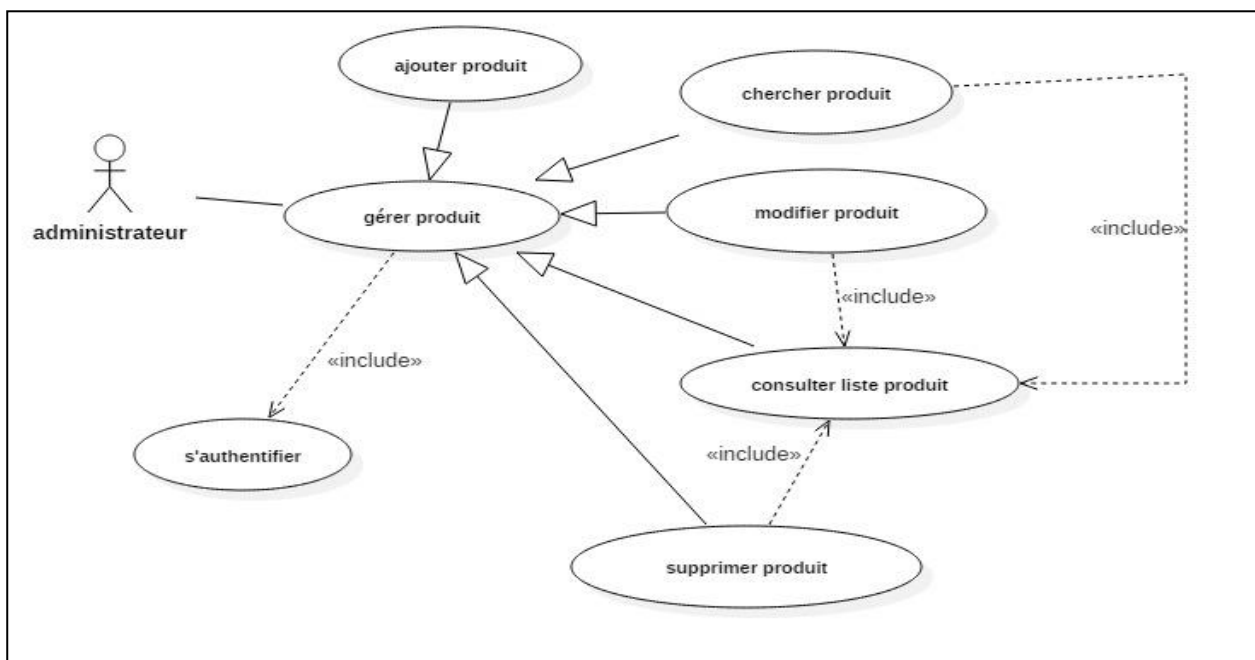 ajouter produit
chercher produit
administrateur
gérer produit
modifier produit
«include»
«include»
«include»
consulter liste produit
s'authentifier
«include»
supprimer produit